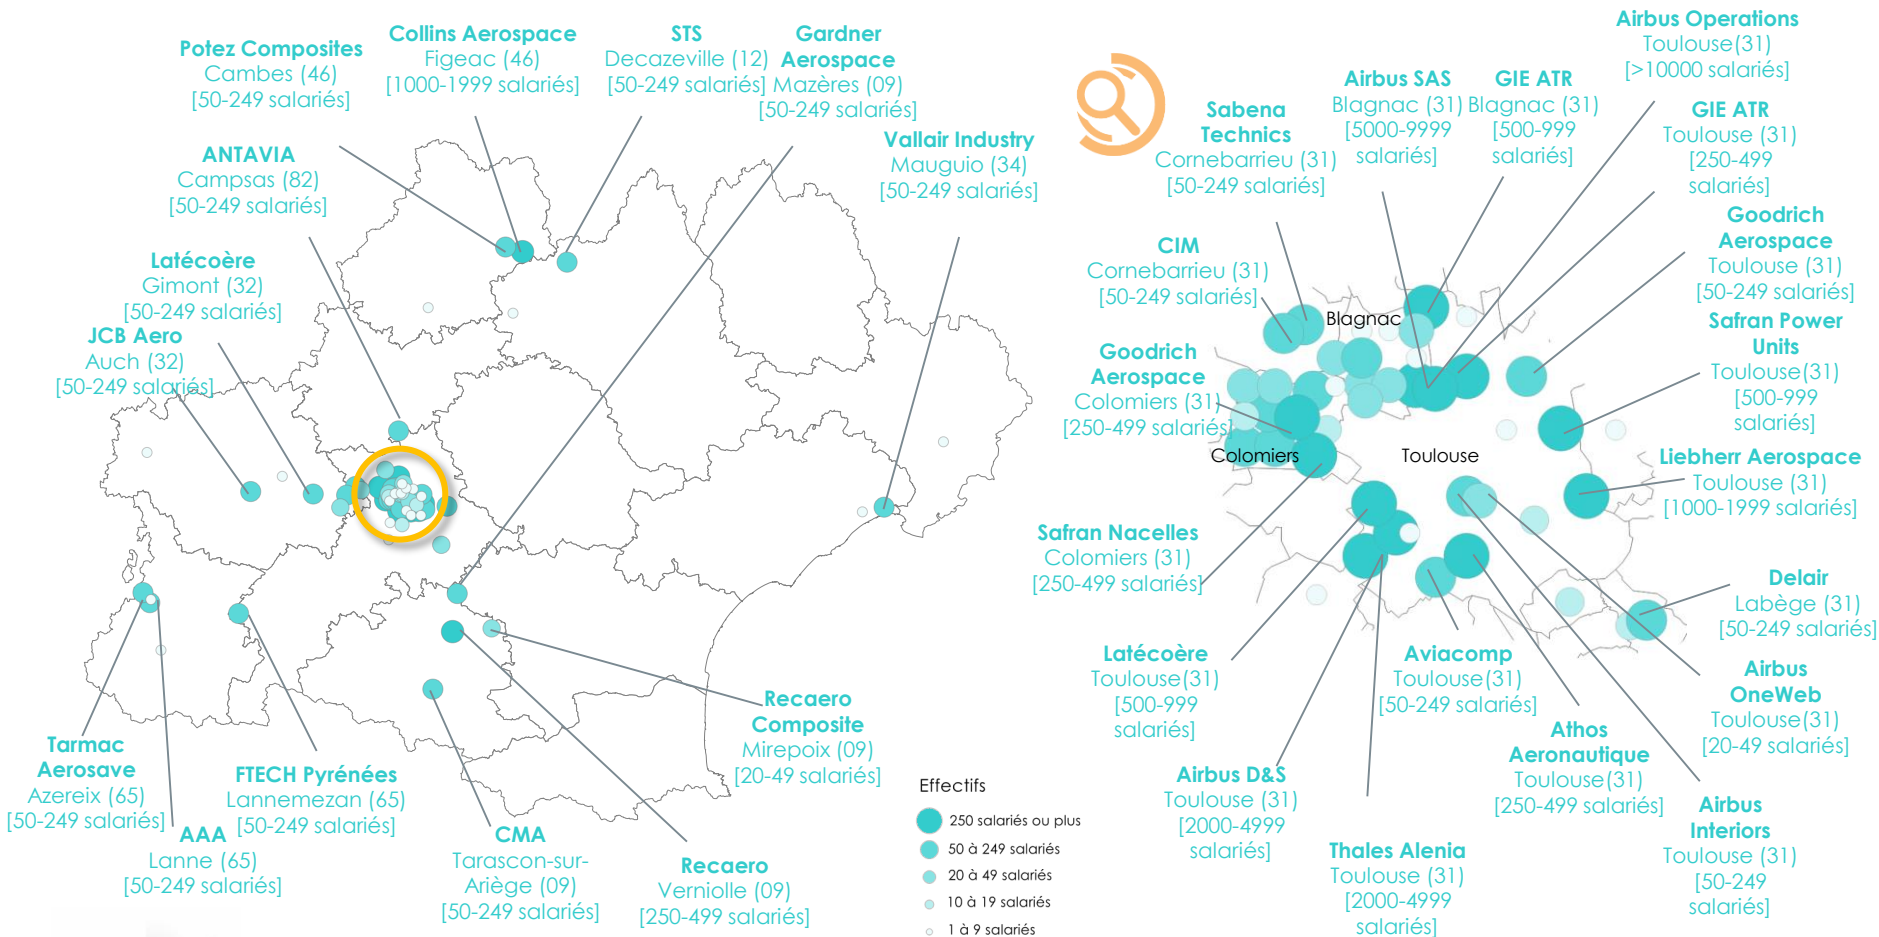 Potez Composites
Cambes (46)
[50-249 salariés]
Collins Aerospace
Figeac (46)
[1000-1999 salariés]
STS
Decazeville (12)
[50-249 salariés]
Gardner
Aerospace
Mazères (09)
[50-249 salariés]
ANTAVIA
Campsas (82)
[50-249 salariés]
Vallair Industry
Mauguio (34)
[50-249 salariés]
Latécoère
Gimont (32)
[50-249 salariés]
JCB Aero
Auch (32)
[50-249 salariés]
Tarmac
Aerosave
Azereix (65)
[50-249 salariés]
AAA
Lanne (65)
[50-249 salariés]
FTECH Pyrénées
Lannemezan (65)
[50-249 salariés]
CMA
Tarascon-sur-
Ariège (09)
[50-249 salariés]
Recaero
Verniolle (09)
[250-499 salariés]
Recaero
Composite
Mirepoix (09)
[20-49 salariés]
Effectifs
250 salariés ou plus
50 à 249 salariés
20 à 49 salariés
10 à 19 salariés
1 à 9 salariés
Airbus Operations
Toulouse(31)
[>10000 salariés]
Airbus SAS
Blagnac (31)
[5000-9999
salariés]
GIE ATR
Blagnac (31)
[500-999
salariés]
GIE ATR
Toulouse (31)
[250-499
salariés]
Sabena
Technics
Cornebarrieu (31)
[50-249 salariés]
CIM
Cornebarrieu (31)
[50-249 salariés]
Goodrich
Aerospace
Toulouse (31)
[50-249 salariés]
Goodrich
Aerospace
Colomiers (31)
[250-499 salariés]
Safran Power
Units
Toulouse(31)
[500-999
salariés]
Blagnac
Colomiers
Toulouse
Liebherr Aerospace
Toulouse (31)
[1000-1999 salariés]
Safran Nacelles
Colomiers (31)
[250-499 salariés]
Delair
Labège (31)
[50-249 salariés]
Latécoère
Toulouse(31)
[500-999
salariés]
Aviacomp
Toulouse(31)
[50-249 salariés]
Airbus
OneWeb
Toulouse(31)
[20-49 salariés]
Athos
Aeronautique
Toulouse(31)
[250-499 salariés]
Airbus D&S
Toulouse (31)
[2000-4999
salariés]
Thales Alenia
Toulouse (31)
[2000-4999
salariés]
Airbus
Interiors
Toulouse (31)
[50-249
salariés]